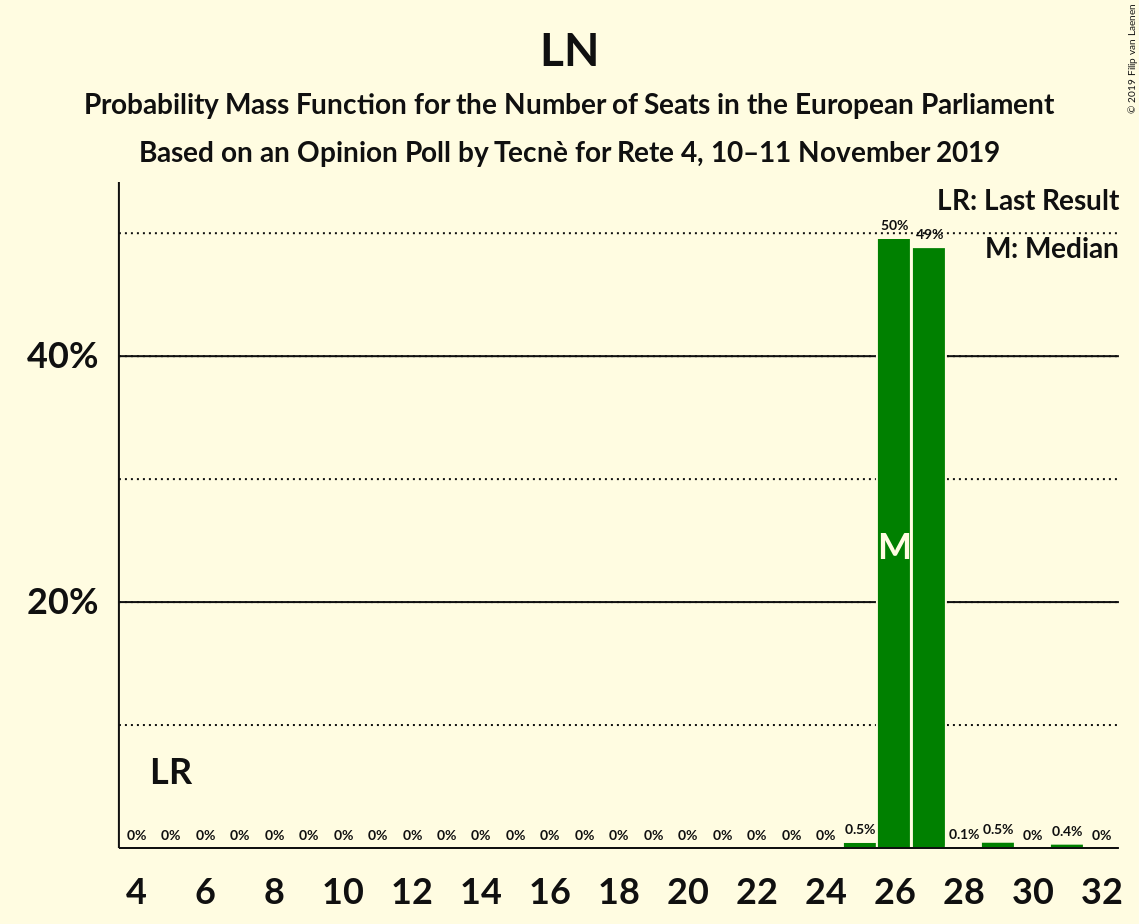 LN
Probability Mass Function for the Number of Seats in the European Parliament
Based on an Opinion Poll by Tecnè for Rete 4, 10–11 November 2019
© 2019 Filip van Laenen
LR: Last Result
M: Median
50%
49%
40%
20%
M
LR
0% 0% 0% 0% 0% 0% 0% 0% 0% 0% 0% 0% 0% 0% 0% 0% 0% 0% 0% 0% 0% 0.5% 0.1% 0.5% 0% 0.4% 0%
4 6 8 10 12 14 16 18 20 22 24 26 28 30 32